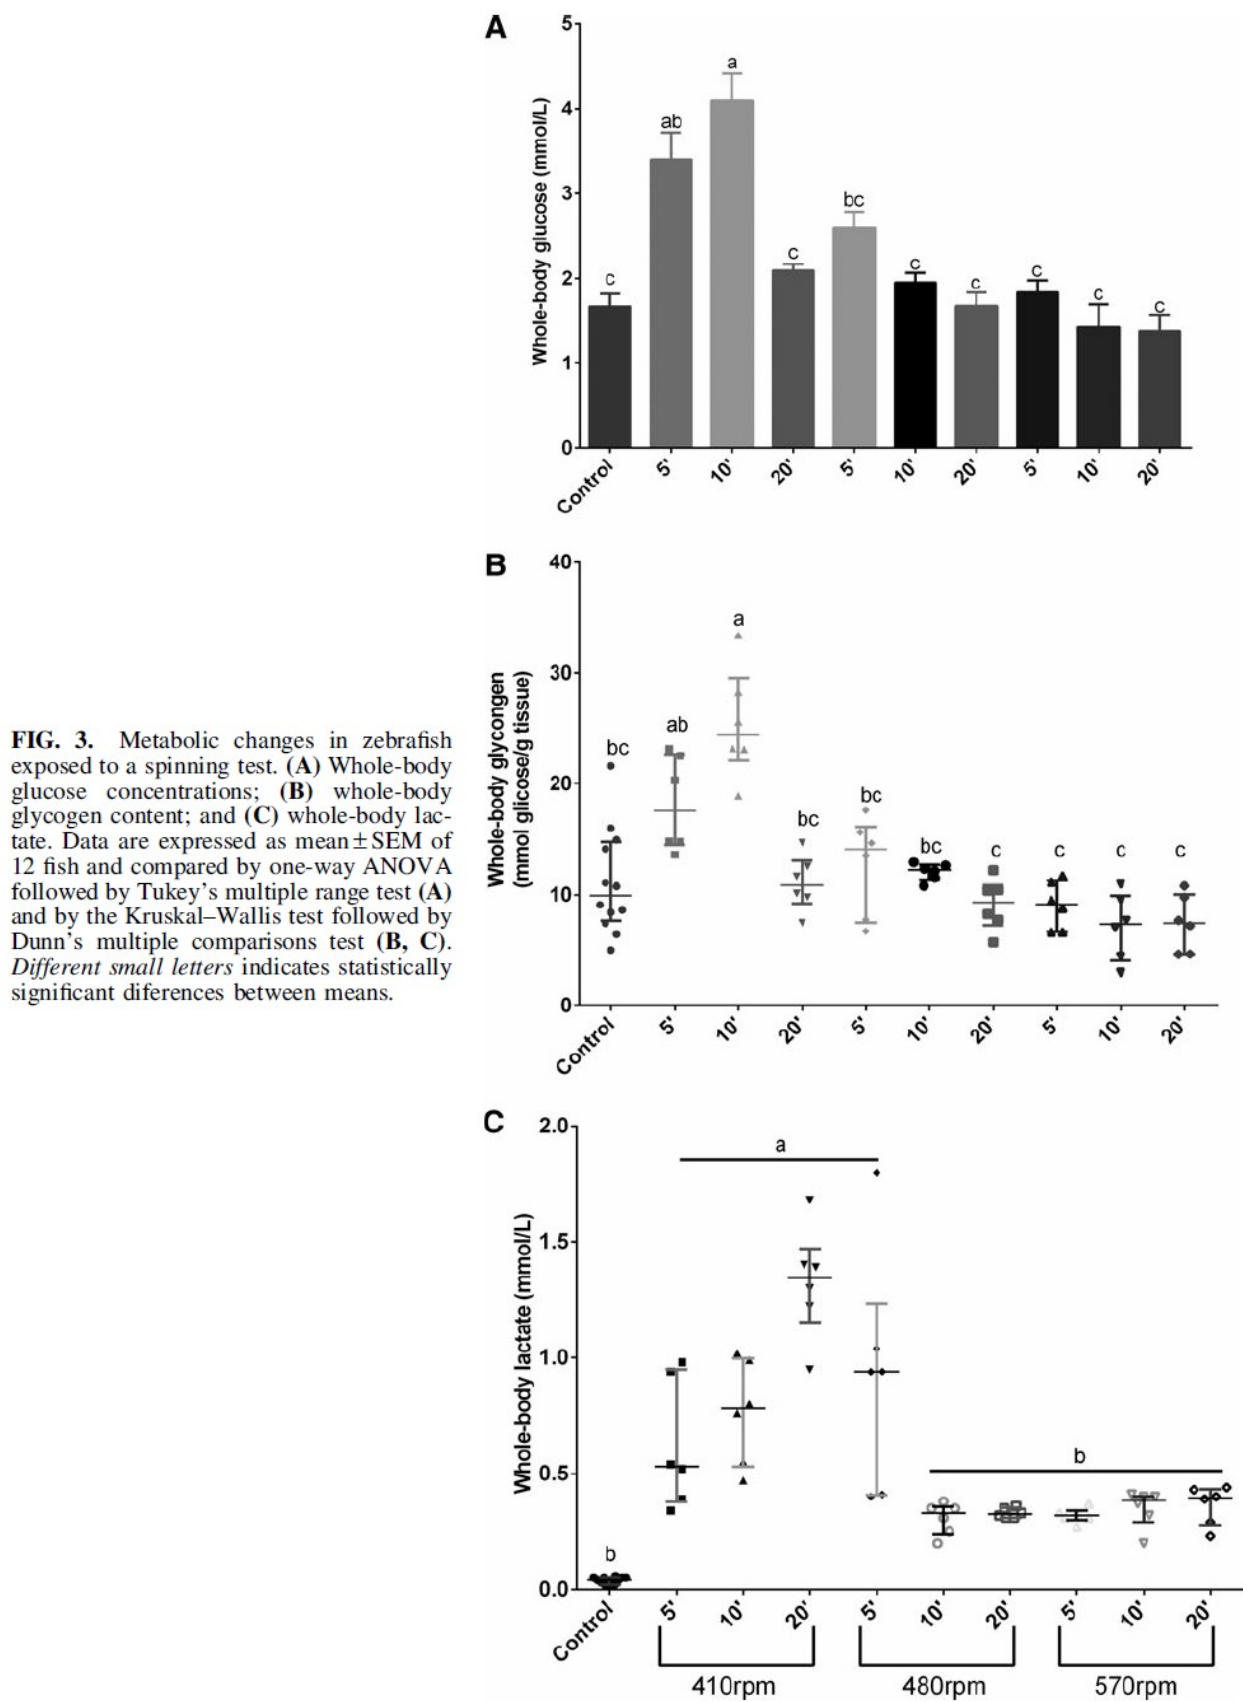 A
5
4
3
2
1
0
Whole-body glucose (mmol/L)
c
ab
a
c
bc
c
c
c
c
c
Control
5'
10'
20'
5'
10'
20'
5'
10'
20'
B
40
30
20
10
0
Whole-body glycongen
(mmol glicose/g tissue)
bc
ab
a
bc
bc
bc
c
c
c
c
Control
5'
10'
20'
5'
10'
20'
5'
10'
20'
FIG. 3. Metabolic changes in zebrafish
exposed to a spinning test. (A) Whole-body
glucose concentrations; (B) whole-body
glycogen content; and (C) whole-body lac-
tate. Data are expressed as mean ± SEM of
12 fish and compared by one-way ANOVA
followed by Tukey's multiple range test (A)
and by the Kruskal–Wallis test followed by
Dunn's multiple comparisons test (B, C).
Different small letters indicates statistically
significant diferences between means.
C
2.0
1.5
1.0
0.5
0.0
Whole-body lactate (mmol/L)
b
a
b
Control
5'
10'
20'
5'
10'
20'
5'
10'
20'
410rpm
480rpm
570rpm